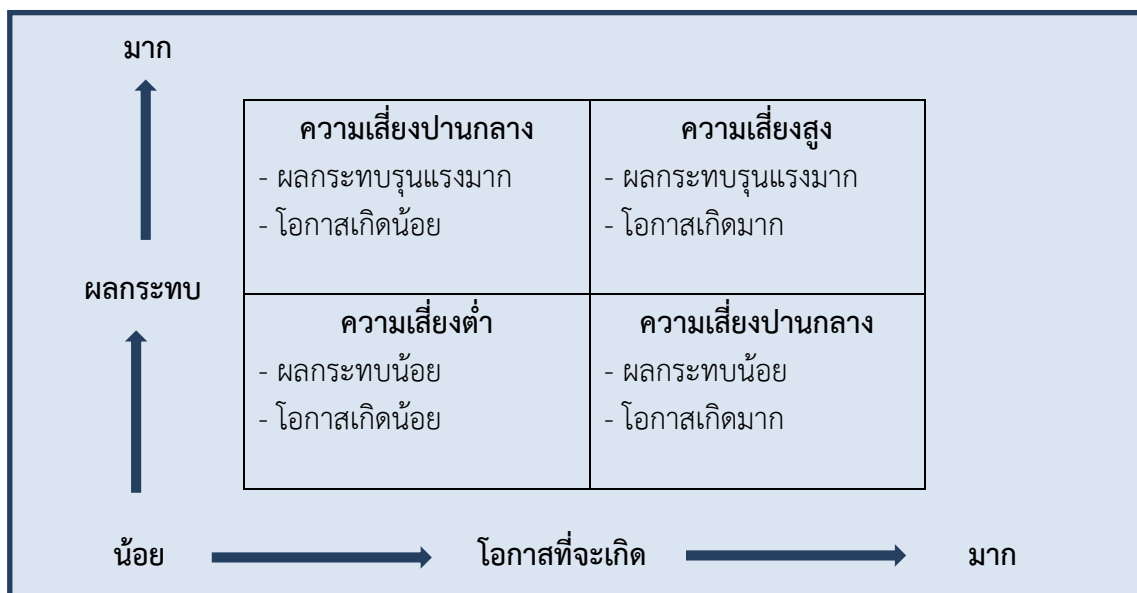 มาก
ความเสี่ยงปานกลาง
- ผลกระทบรุนแรงมาก
- โอกาสเกิดน้อย
ความเสี่ยงสูง
- ผลกระทบรุนแรงมาก
- โอกาสเกิดมาก
ผลกระทบ
ความเสี่ยงต่ำ
- ผลกระทบน้อย
- โอกาสเกิดน้อย
ความเสี่ยงปานกลาง
- ผลกระทบน้อย
- โอกาสเกิดมาก
น้อย
โอกาสที่จะเกิด
มาก